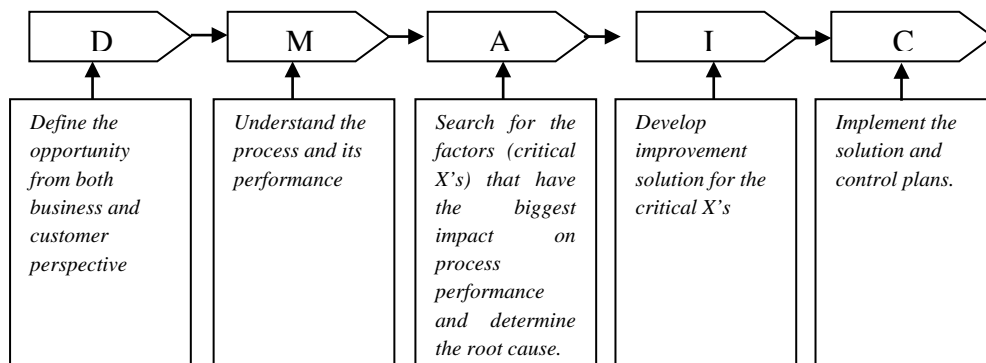 D
M
A
I
C
Define the
opportunity
from both
business and
customer
perspective
Understand the
process and its
performance
Search for the
factors (critical
X's) that have
the biggest
impact on
process
performance
and determine
the root cause.
Develop
improvement
solution for the
critical X's
Implement the
solution and
control plans.